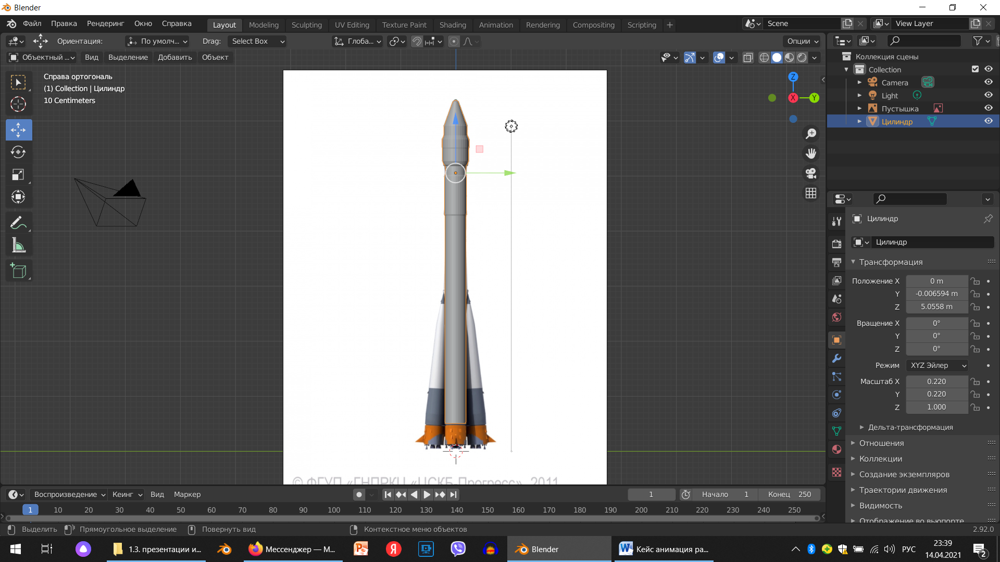 Blender
Файл Правка Рендеринг Окно Справка Layout Modeling Sculpting UV Editing Texture Paint Shading Animation Rendering Compositing Scripting + Scene View Layer
Ориентация: По умолч... Drag: Select Box Глоба... Опции
Объектный ... Вид Выделение Добавить Объект
Справа ортогональ
(1) Collection | Цилиндр
10 Centimeters
Z
X
Y
Коллекция сцены
Collection
Camera
Light
Пустышка
Цилиндр
Цилиндр
Цилиндр
Трансформация
Положение X 0 m
Y -0.006594 m
Z 5.0558 m
Вращение X 0°
Y 0°
Z 0°
Режим XYZ Эйлер
Масштаб X 0.220
Y 0.220
Z 1.000
Дельта-трансформация
Отношения
Коллекции
Создание экземпляров
Траектории движения
Видимость
Отображение во вьюпорте
© ФГУП «ГНПРКЦ «ЦСКБ-Прогресс», 2011
Воспроизведение Кеинг Вид Маркер 1 Начало 1 Конец 250
1 10 20 30 40 50 60 70 80 90 100 110 120 130 140 150 160 170 180 190 200 210 220 230 240 250
Выделить Прямоугольное выделение Повернуть вид Контекстное меню объектов 2.92.0
1.3. презентации и... Мессенджер — М... Blender Кейс анимация ра... РУС 23:39
14.04.2021
2